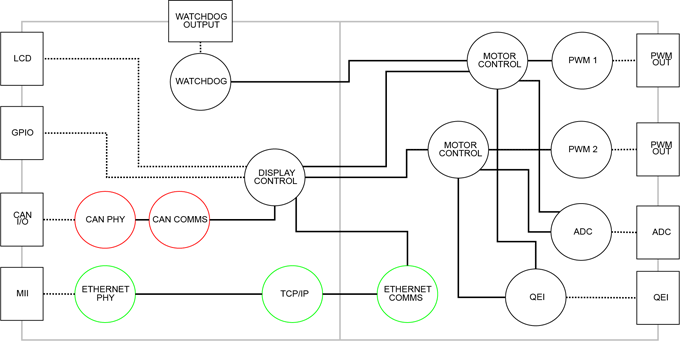 WATCHDOG
OUTPUT
LCD
MOTOR
CONTROL
PWM 1
PWM
OUT
WATCHDOG
GPIO
MOTOR
CONTROL
PWM 2
PWM
OUT
DISPLAY
CONTROL
CAN
I/O
CAN PHY
CAN COMMS
ADC
ADC
MII
ETHERNET
PHY
TCP/IP
ETHERNET
COMMS
QEI
QEI